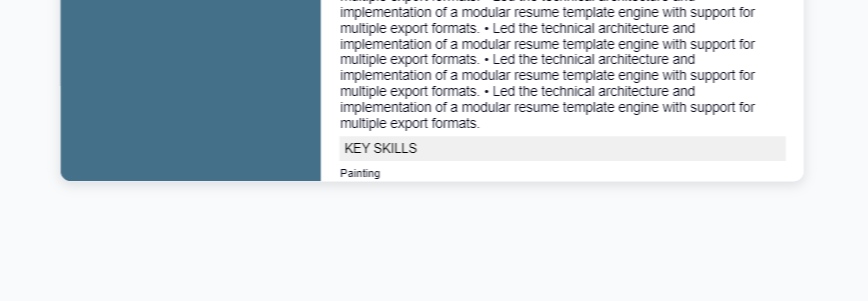 implementation of a modular resume template engine with support for
multiple export formats. • Led the technical architecture and
implementation of a modular resume template engine with support for
multiple export formats. • Led the technical architecture and
implementation of a modular resume template engine with support for
multiple export formats. • Led the technical architecture and
implementation of a modular resume template engine with support for
multiple export formats.
KEY SKILLS
Painting